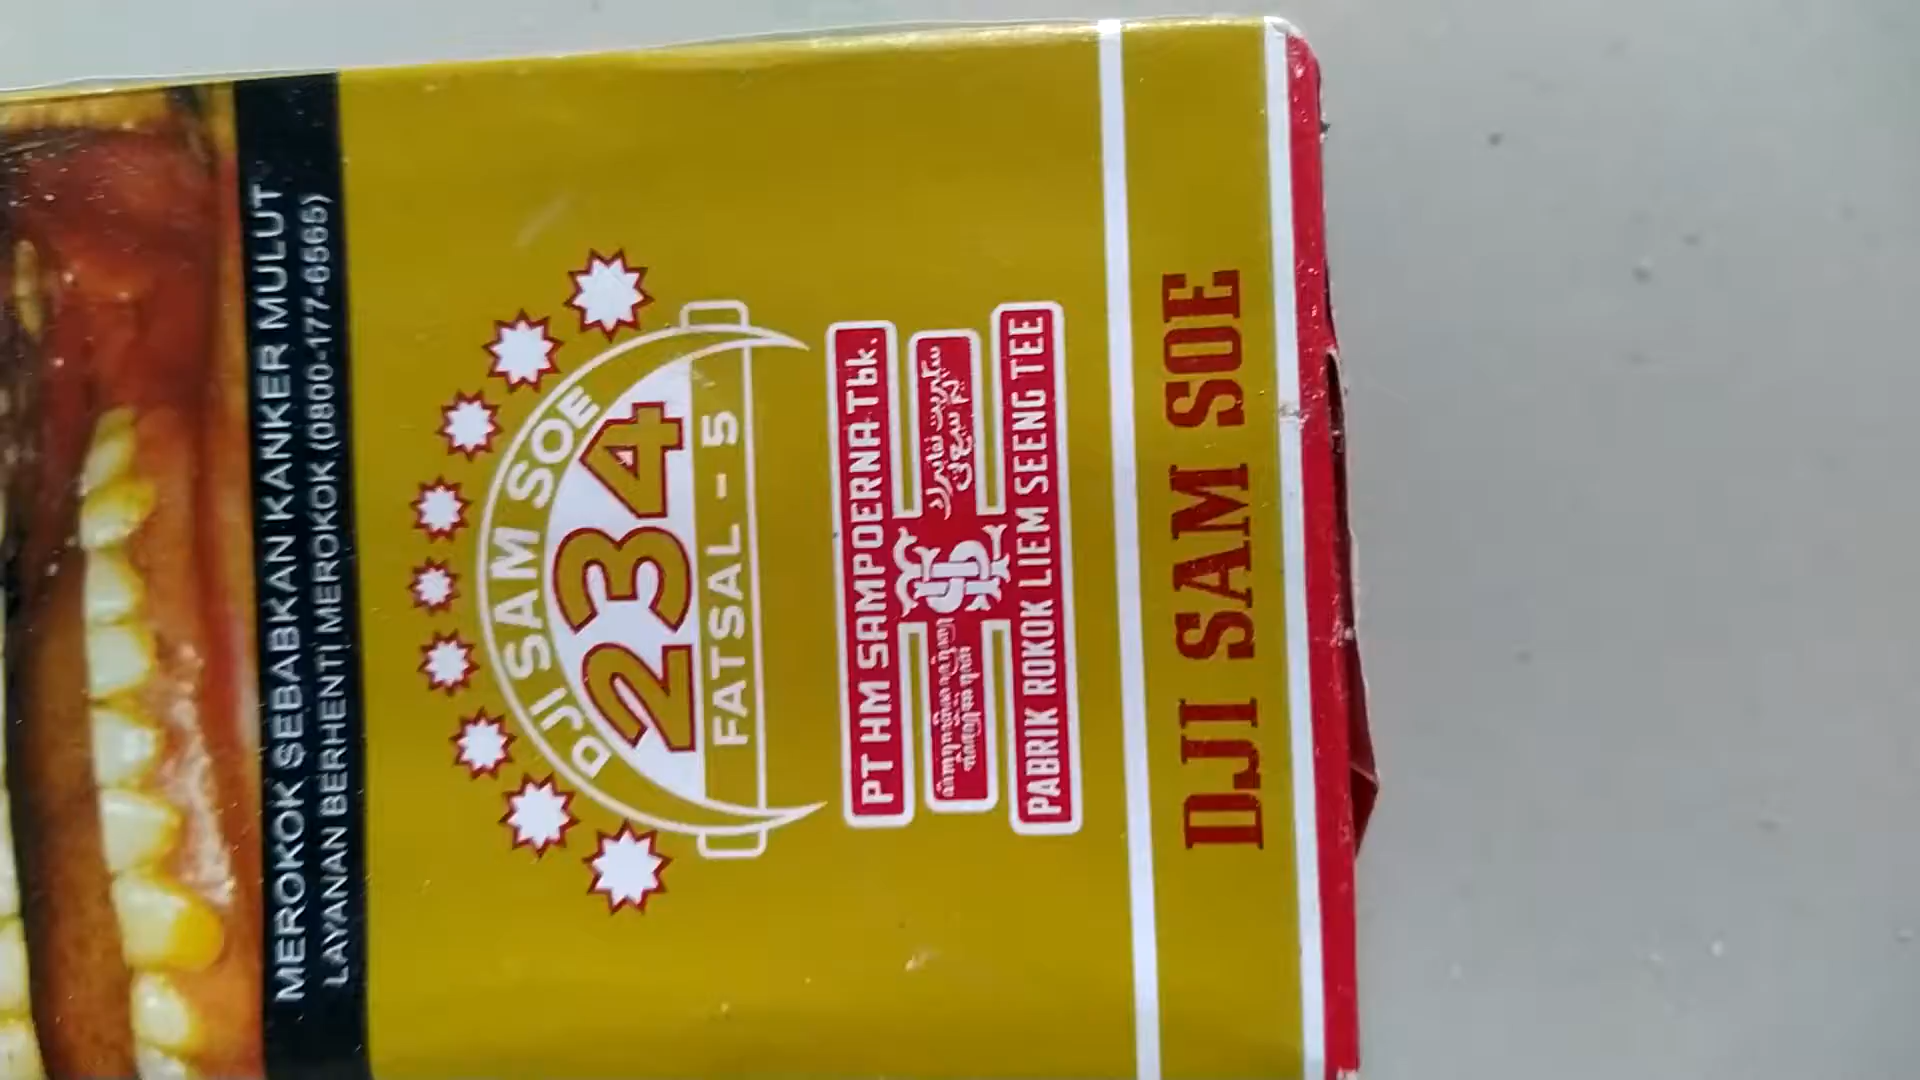 MEROKOK SEBABKAN KANKER MULUT
LAYANAN BERHENTI MEROKOK (0800-177-6565)
DJI SAM SOE
234
FATSAL - 5
PT HM SAMPOERNA Tbk.
PABRIK ROKOK LIEM SEENG TEE
DJI SAM SOE